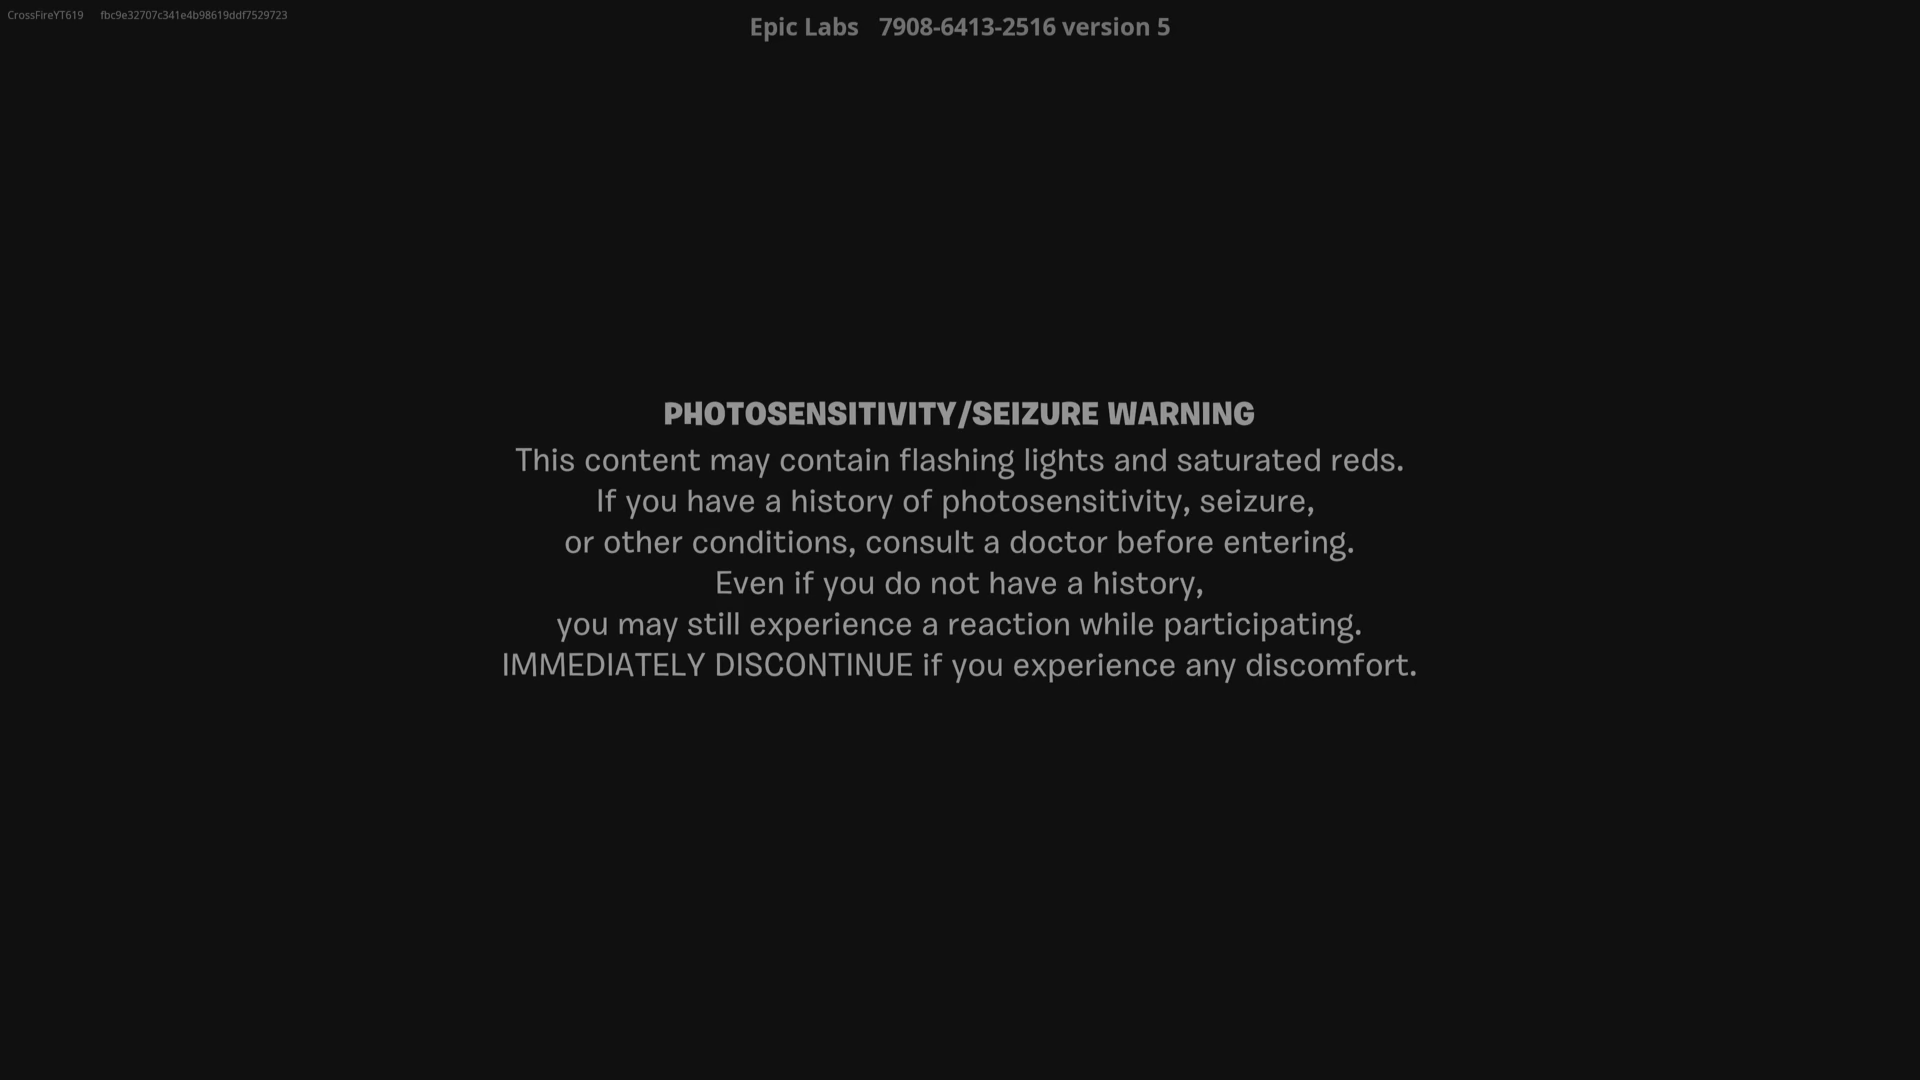 CrossFireYT619 fbc9e32707c341e4b98619ddf7529723
Epic Labs 7908-6413-2516 version 5
PHOTOSENSITIVITY/SEIZURE WARNING
This content may contain flashing lights and saturated reds.
If you have a history of photosensitivity, seizure,
or other conditions, consult a doctor before entering.
Even if you do not have a history,
you may still experience a reaction while participating.
IMMEDIATELY DISCONTINUE if you experience any discomfort.